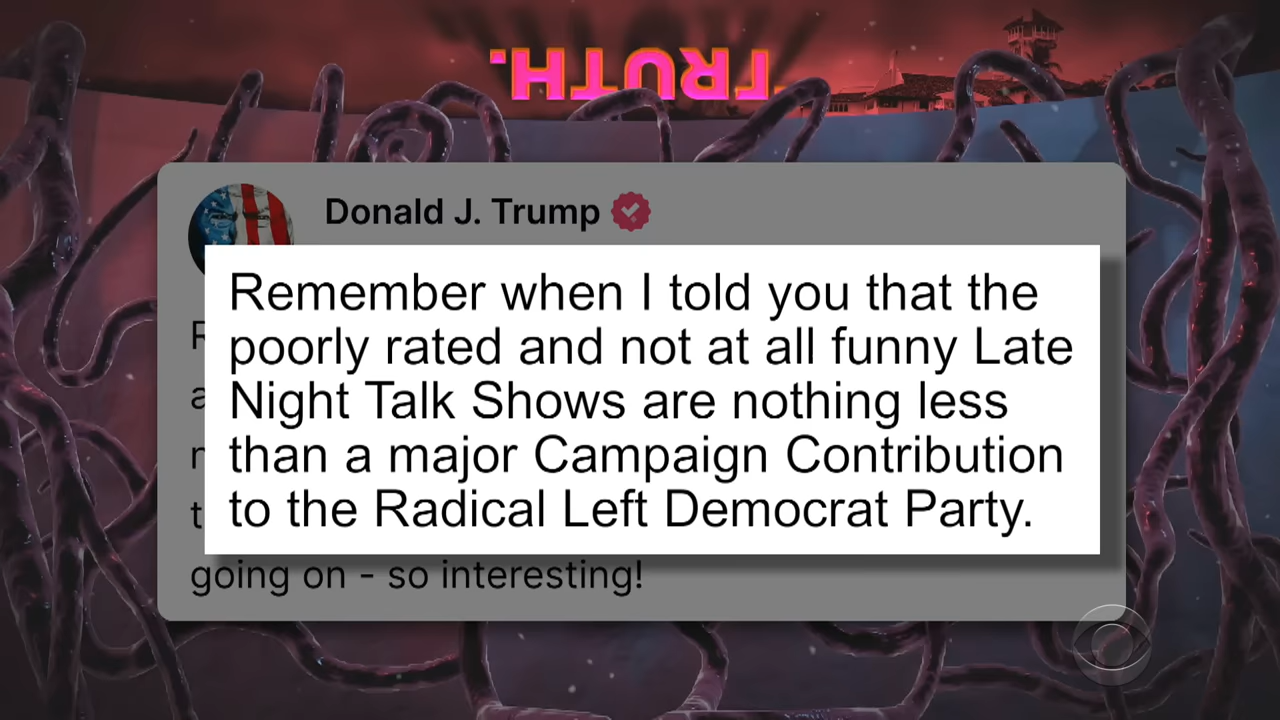 TRUTH.
Donald J. Trump
Remember when I told you that the
poorly rated and not at all funny Late
Night Talk Shows are nothing less
than a major Campaign Contribution
to the Radical Left Democrat Party.
going on - so interesting!